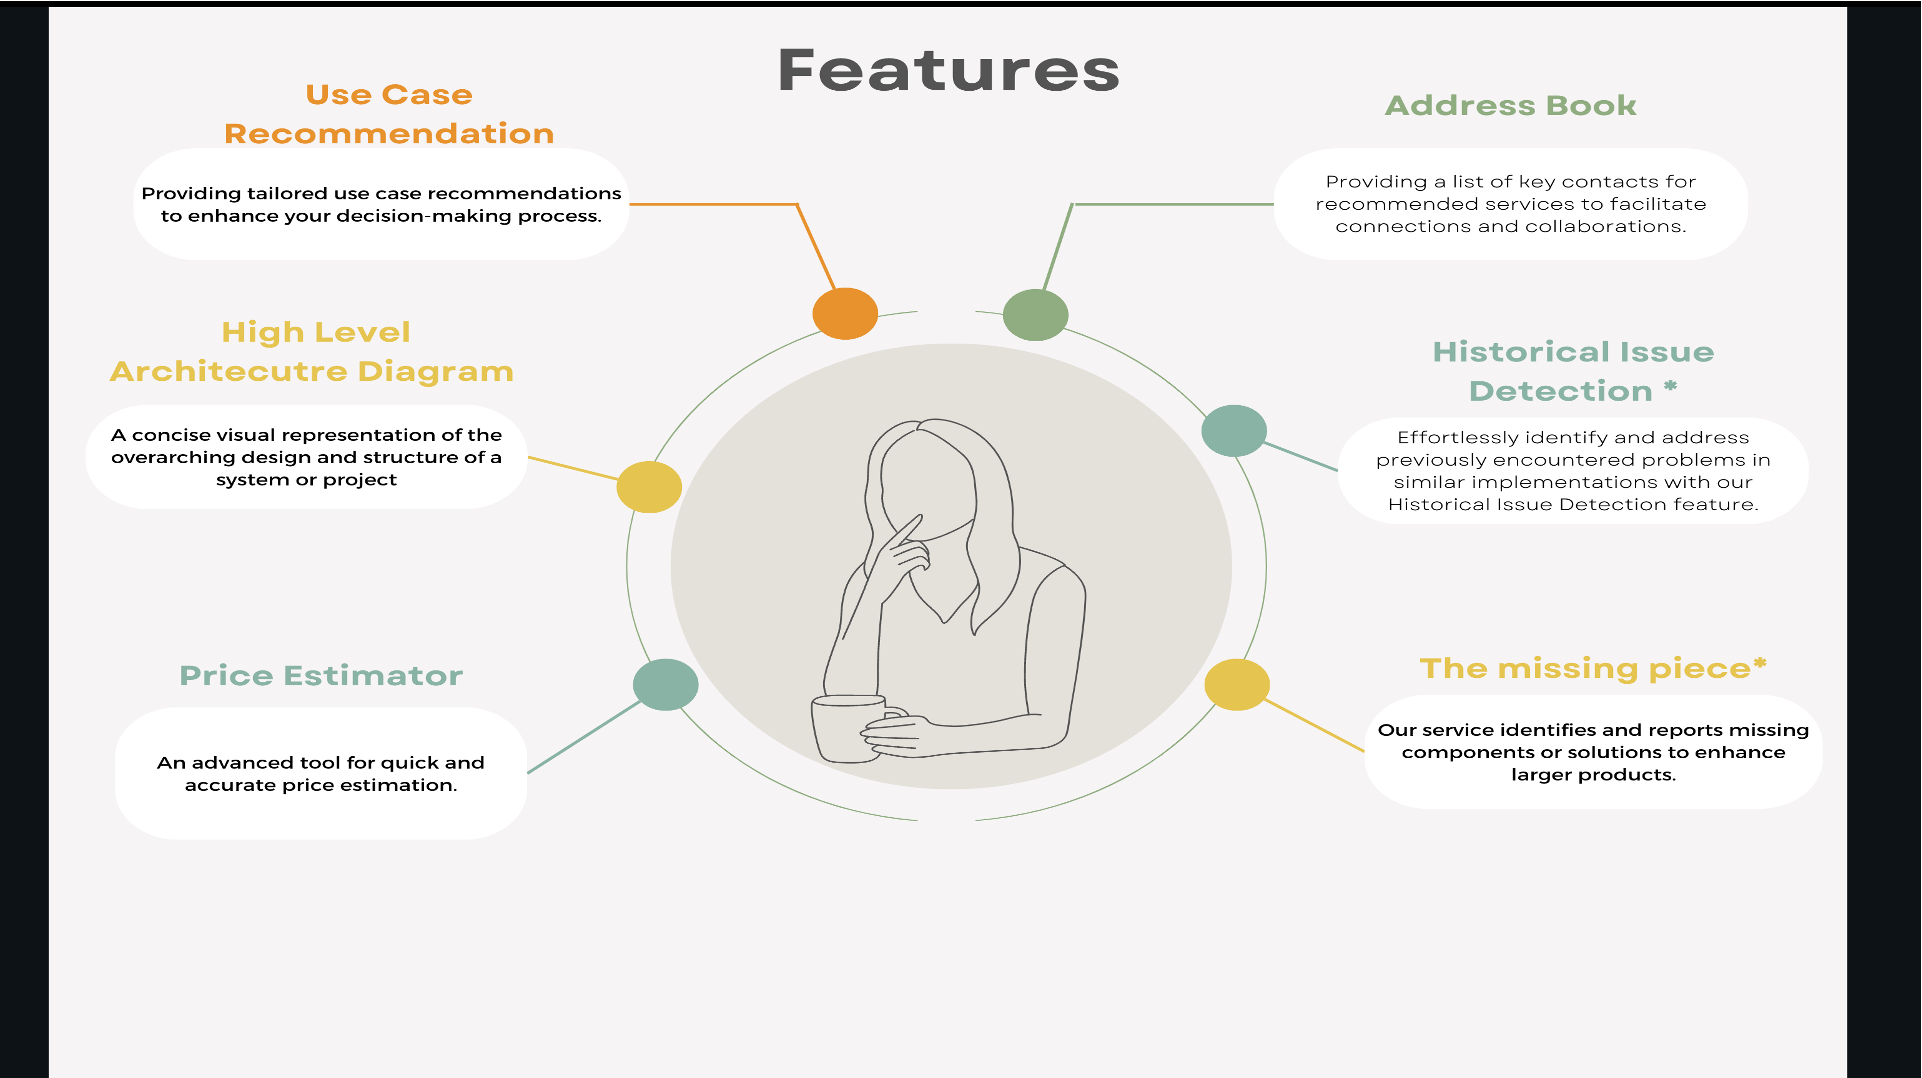 Features
Use Case
Recommendation
Providing tailored use case recommendations
to enhance your decision-making process.
High Level
Architecutre Diagram
A concise visual representation of the
overarching design and structure of a
system or project
Price Estimator
An advanced tool for quick and
accurate price estimation.
Address Book
Providing a list of key contacts for
recommended services to facilitate
connections and collaborations.
Historical Issue
Detection *
Effortlessly identify and address
previously encountered problems in
similar implementations with our
Historical Issue Detection feature.
The missing piece*
Our service identifies and reports missing
components or solutions to enhance
larger products.